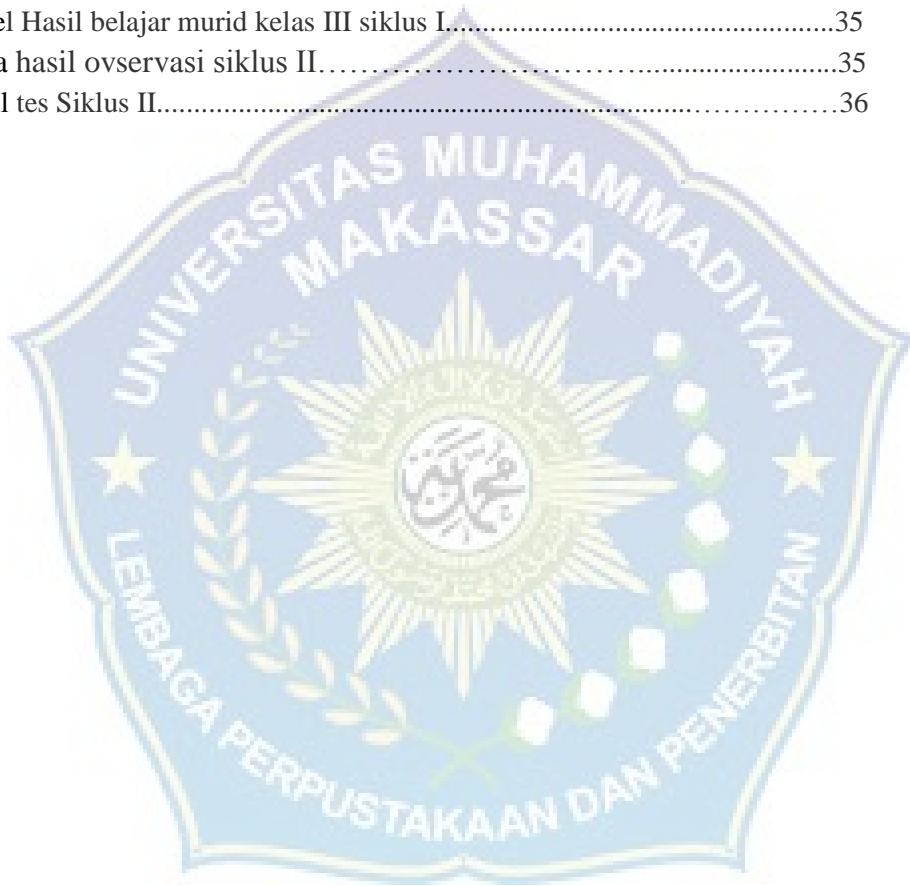 el Hasil belajar murid kelas III siklus I..................................................35
a hasil ovservasi siklus II……………………………............................35
l tes Siklus II.......................................................................……………36
UNIVERSITAS MUHAMMADIYAH
MAKASSAR
LEMBAGA PERPUSTAKAAN DAN PENERBITAN